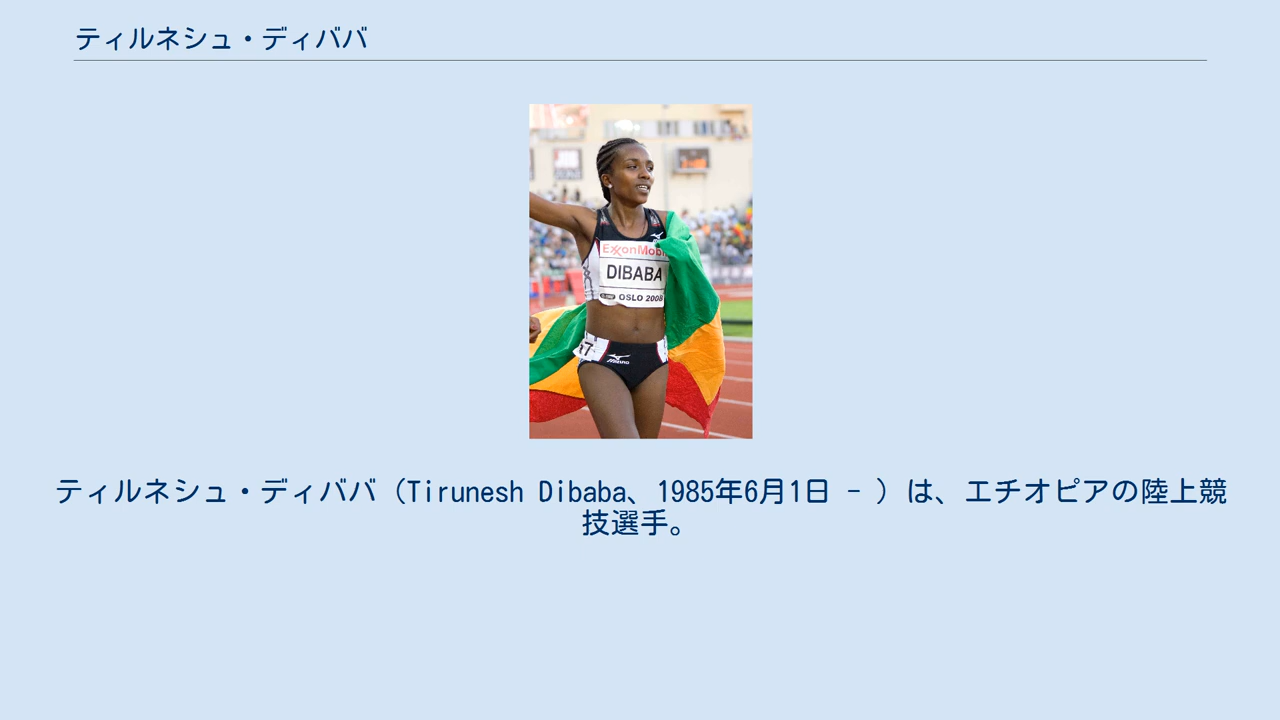 ティルネシュ・ディババ
ExxonMobil
DIBABA
OSLO 2008
MIZUNO
ティルネシュ・ディババ（Tirunesh Dibaba、1985年6月1日 - ）は、エチオピアの陸上競
技選手。